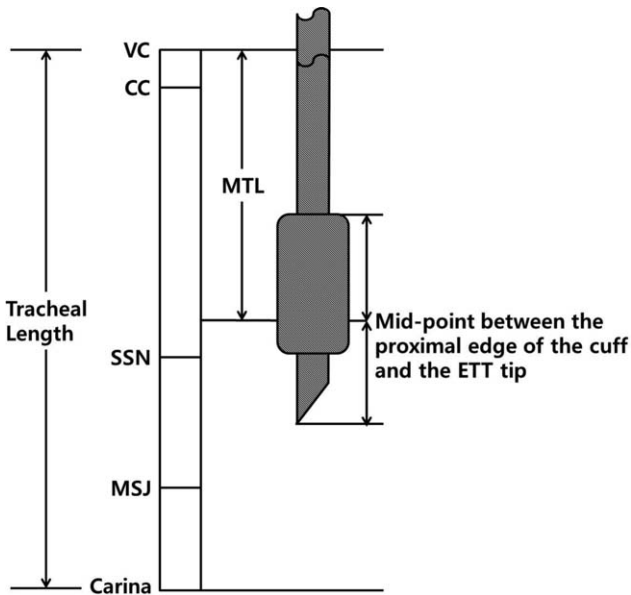 VC
CC
MTL
Tracheal
Length
Mid-point between the
proximal edge of the cuff
and the ETT tip
SSN
MSJ
Carina